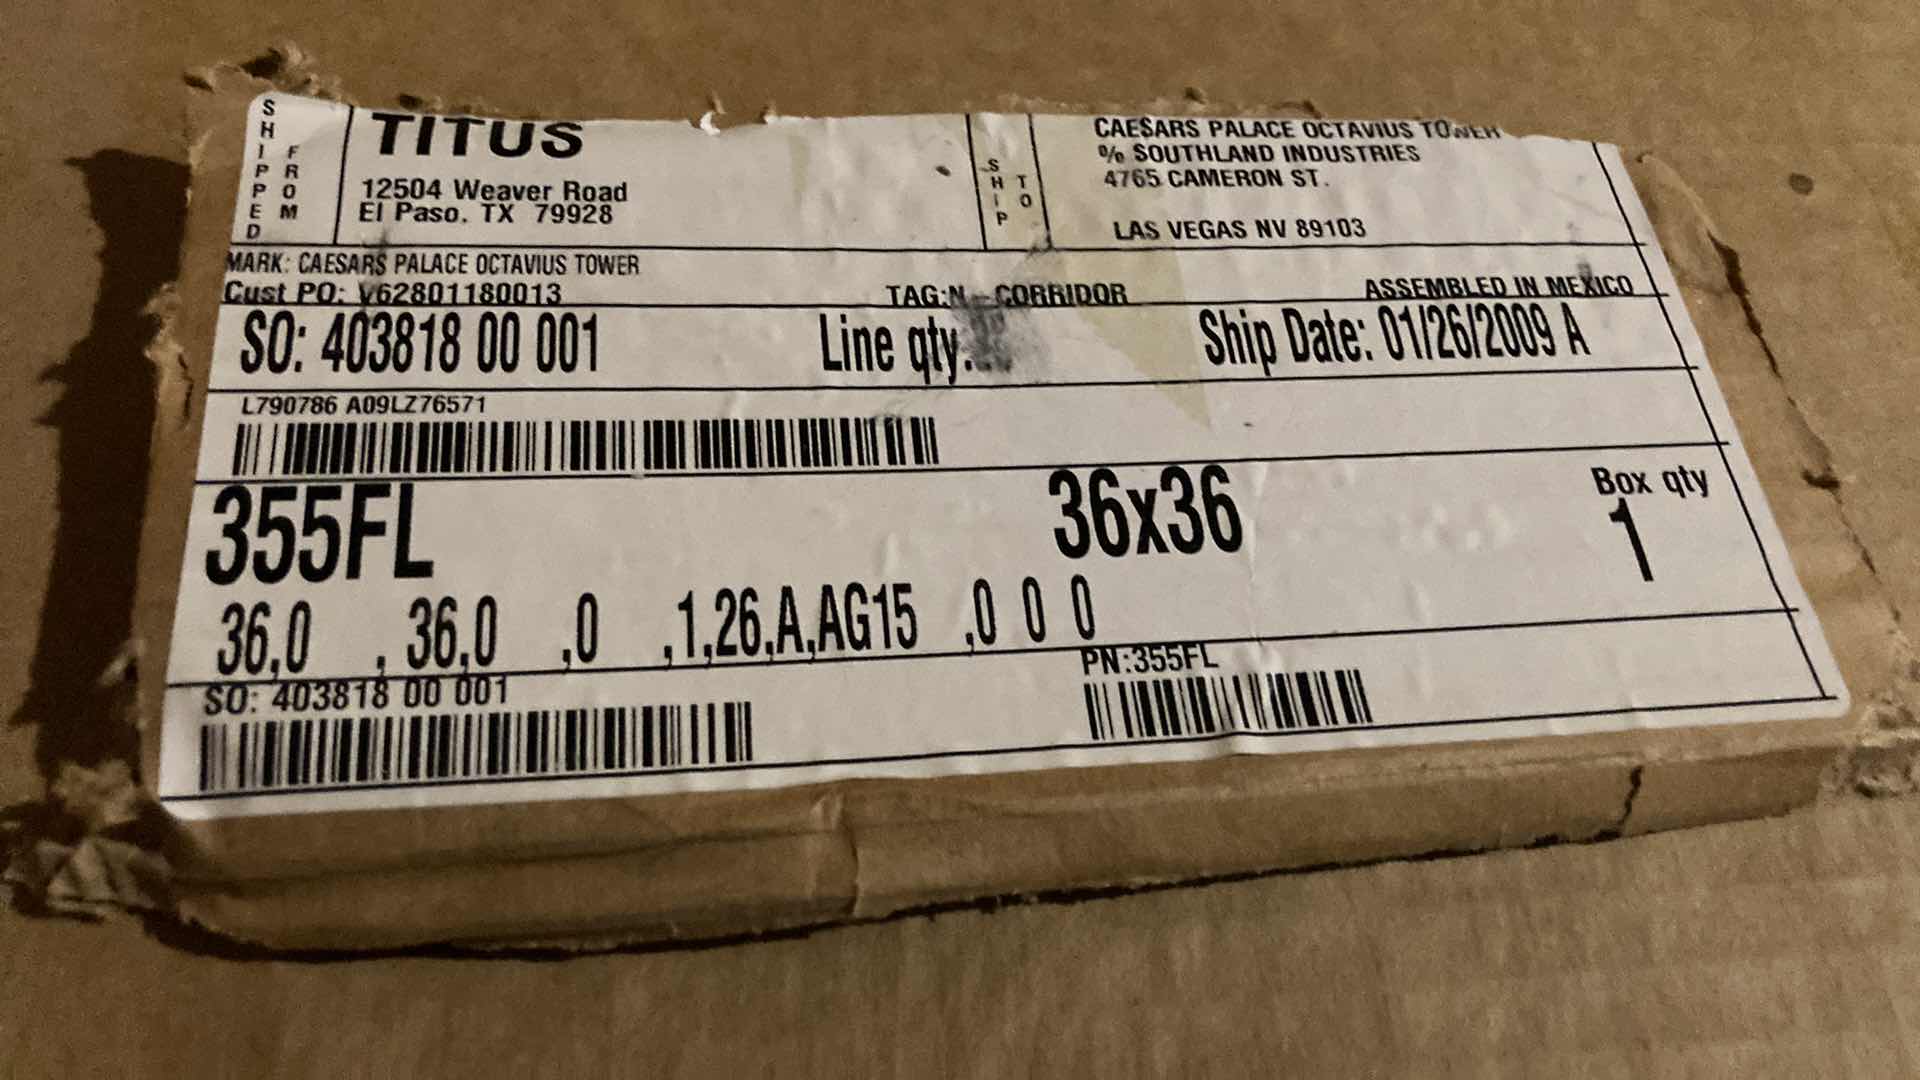 SHIPPED FROM
TITUS
12504 Weaver Road
El Paso, TX 79928
SHIP TO
CAESARS PALACE OCTAVIUS TOWER
% SOUTHLAND INDUSTRIES
4765 CAMERON ST.
LAS VEGAS NV 89103
MARK: CAESARS PALACE OCTAVIUS TOWER
Cust PO: V62801180013 TAG:N - CORRIDOR ASSEMBLED IN MEXICO
SO: 403818 00 001 Line qty. Ship Date: 01/26/2009 A
L790786 A09LZ76571
355FL 36x36 Box qty
1
36,0 , 36,0 ,0 ,1,26,A,AG15 ,0 0 0
SO: 403818 00 001 PN:355FL